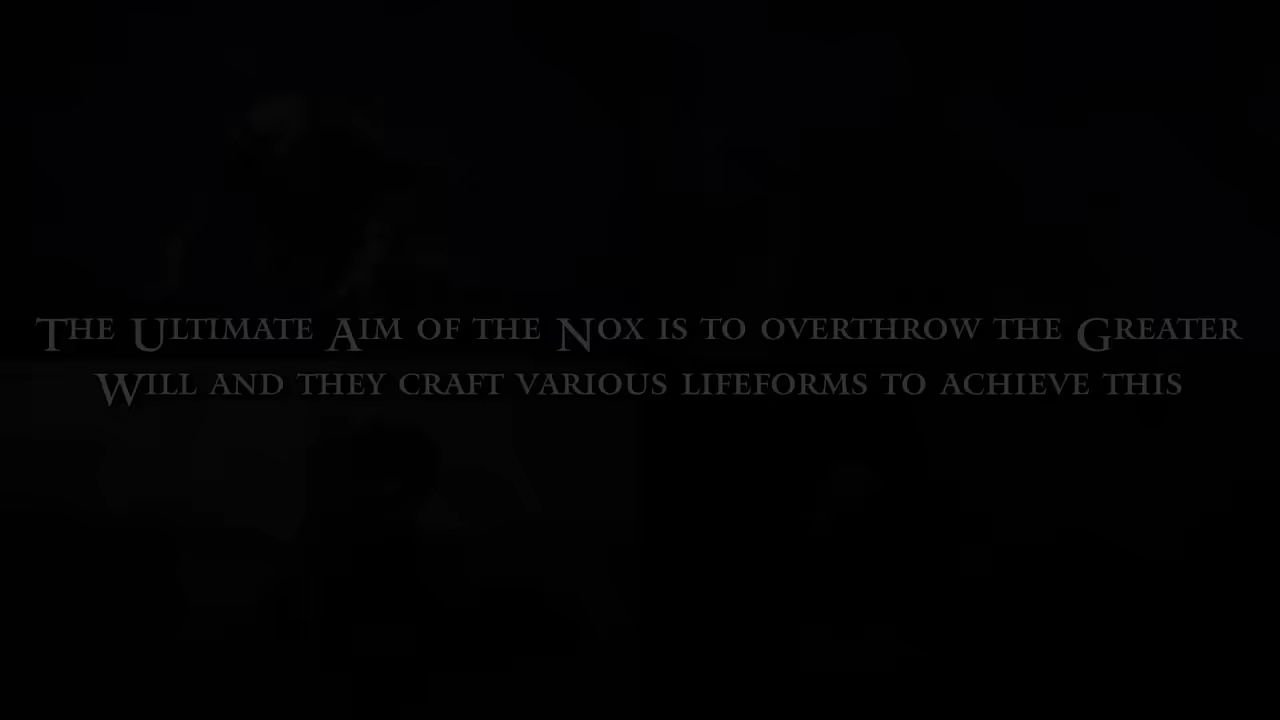 The Ultimate Aim of the Nox is to overthrow the Greater
Will and they craft various lifeforms to achieve this